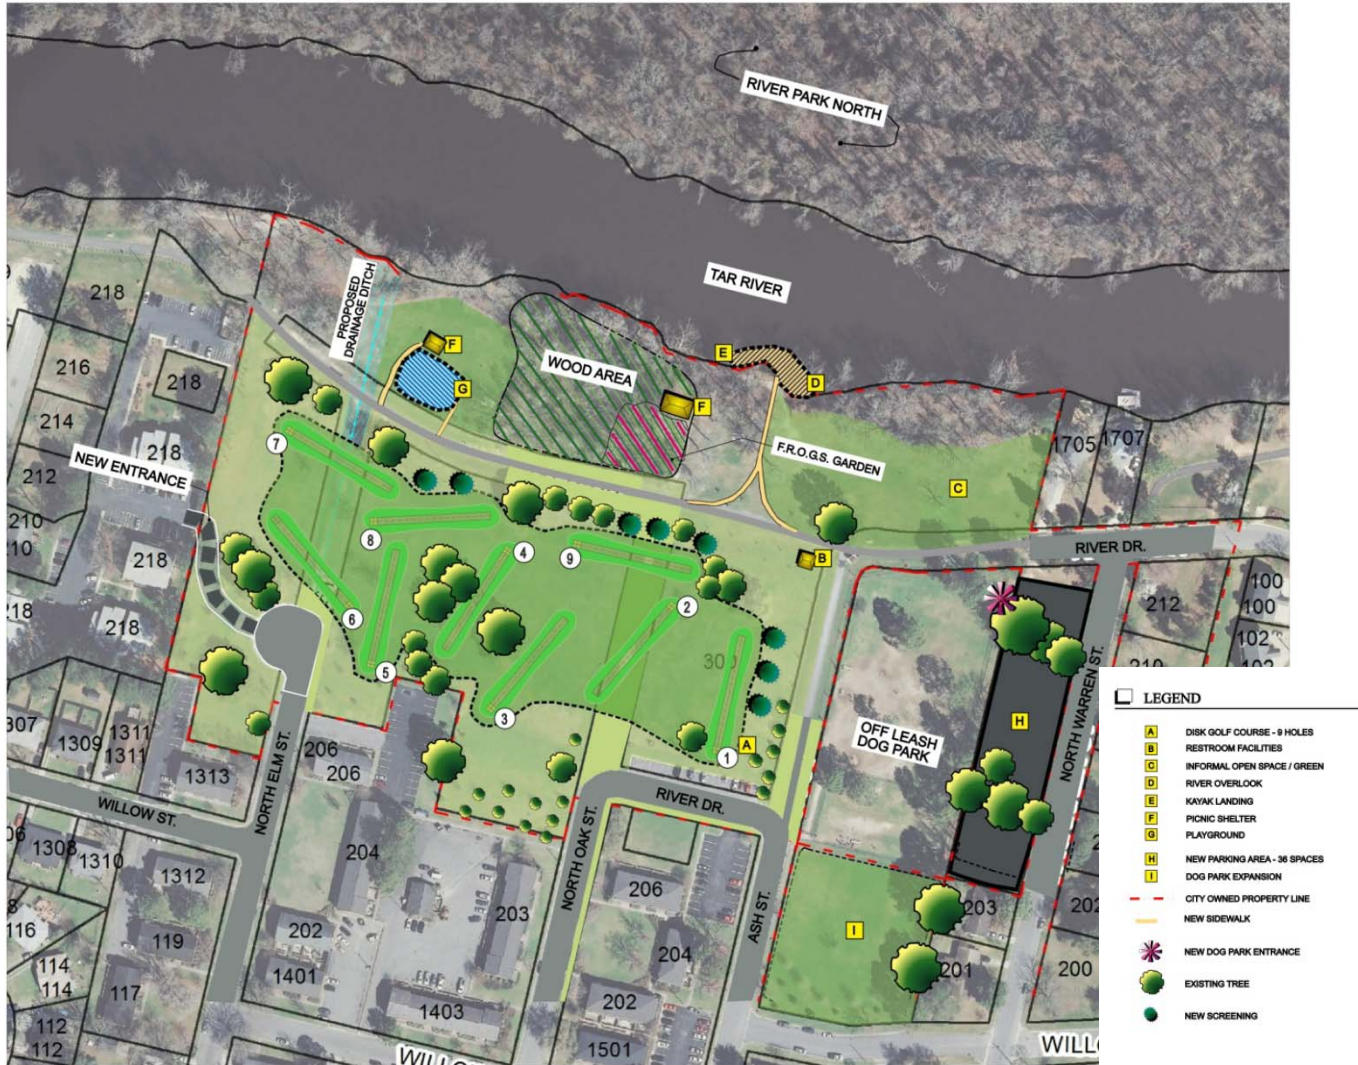 RIVER PARK NORTH
TAR RIVER
PROPOSED
DRAINAGE DITCH
218
F
E
WOOD AREA
216
218
G
D
F
214
1705
1707
7
218
F.R.O.G.S. GARDEN
NEW ENTRANCE
212
C
210
8
4
9
B
RIVER DR.
218
100
100
2
212
6
218
102
300
5
NORTH WARREN ST.
3
H
307
1309
1311
1311
206
206
A
1
OFF LEASH
DOG PARK
1313
NORTH ELM ST.
RIVER DR.
WILLOW ST.
NORTH OAK ST.
1308
1310
204
1312
206
203
203
202
116
119
202
ASH ST.
I
204
114
114
1401
201
200
117
202
1403
112
112
1501
LEGEND
A DISK GOLF COURSE - 9 HOLES
B RESTROOM FACILITIES
C INFORMAL OPEN SPACE / GREEN
D RIVER OVERLOOK
E KAYAK LANDING
F PICNIC SHELTER
G PLAYGROUND
H NEW PARKING AREA - 36 SPACES
I DOG PARK EXPANSION
CITY OWNED PROPERTY LINE
NEW SIDEWALK
NEW DOG PARK ENTRANCE
EXISTING TREE
NEW SCREENING